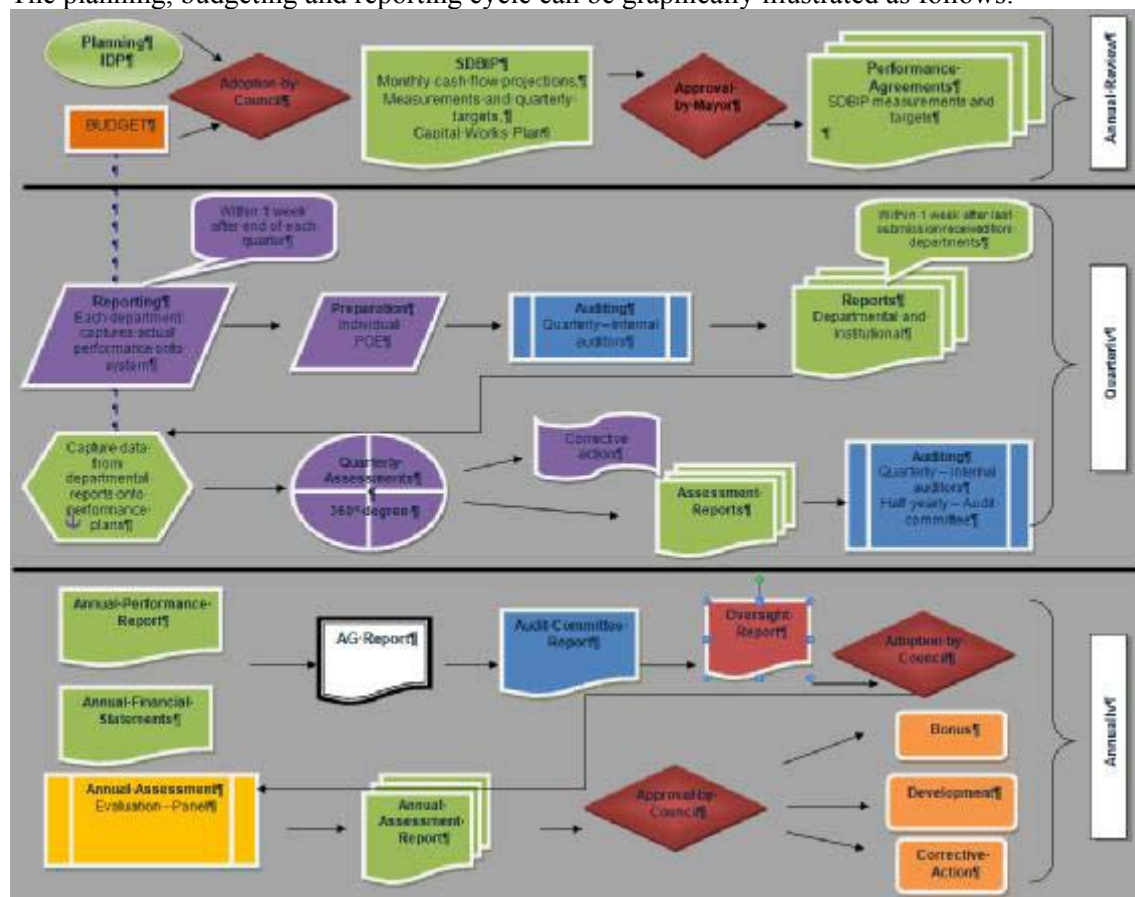 The planning, budgeting and reporting cycle can be graphically illustrated as follows:
Planning¶
IDP¶
BUDGET¶
Adoption·by·
Council¶
SDBIP¶
Monthly·cash·flow·projections,¶
Measurements·and·quarterly·
targets,¶
Capital·Works·Plan¶
Approval·
by·Mayor¶
Performance·
Agreements¶
SDBIP·measurements·and·
targets¶
¶
Annual·Review¶
Within·1·week·
after·end·of·each·
quarter¶
Within·1·week·after·last·
submission·received·from·
departments¶
Reporting¶
Each·department·
captures·actual·
performance·onto·
system¶
Preparation¶
Individual·
POE¶
Auditing¶
Quarterly–·internal·
auditors¶
Reports¶
Departmental·and·
Institutional¶
Quarterly¶
Capture·data·
from·
departmental·
reports·onto·
performance·
plans¶
Quarterly·
Assessments¶
360º·degree·¶
Corrective·
action¶
Assessment·
Reports¶
Auditing¶
Quarterly·–·internal·
auditors¶
Half·yearly·–·Audit·
committee¶
Annual·Performance·
Report¶
AG·Report¶
Audit·Committee·
Report¶
Oversight·
Report¶
Adoption·by·
Council¶
Annual·Financial·
Statements¶
Annual·Assessment¶
Evaluation·–·Panel¶
Annual·
Assessment·
Report¶
Approval·by·
Council¶
Bonus¶
Development¶
Corrective·
Action¶
Annually¶